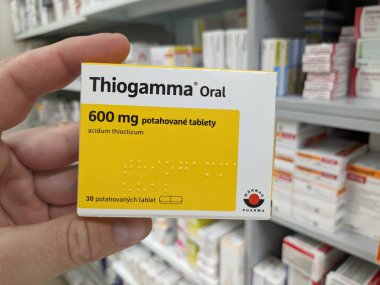 Thiogamma® Oral
600 mg potahované tablety
acidum thiocticum
30 potahovaných tablet
WÖRWAG
PHARMA